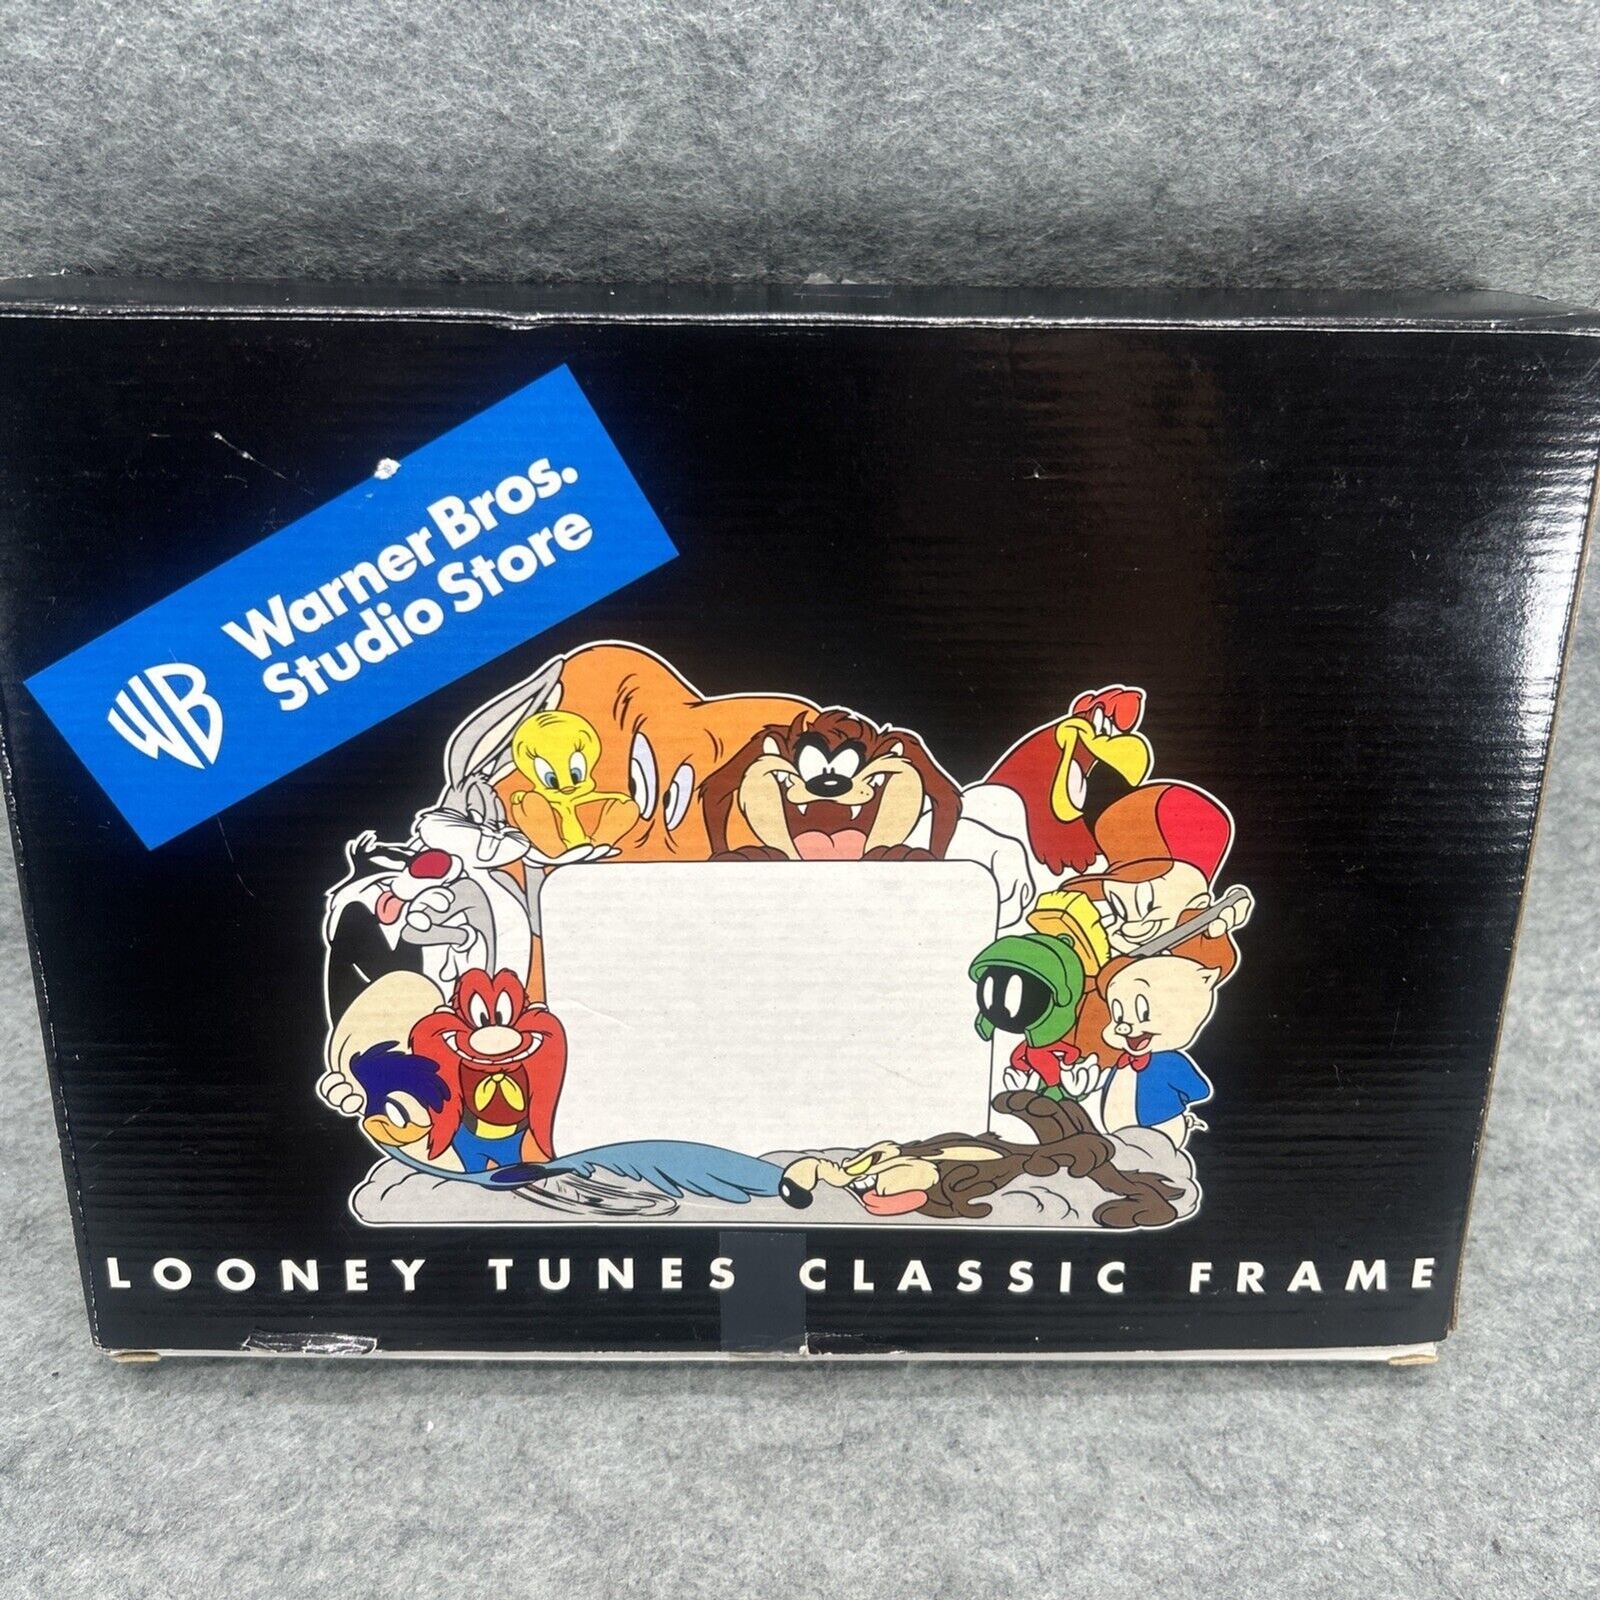 WB
Warner Bros.
Studio Store
LOONEY TUNES CLASSIC FRAME